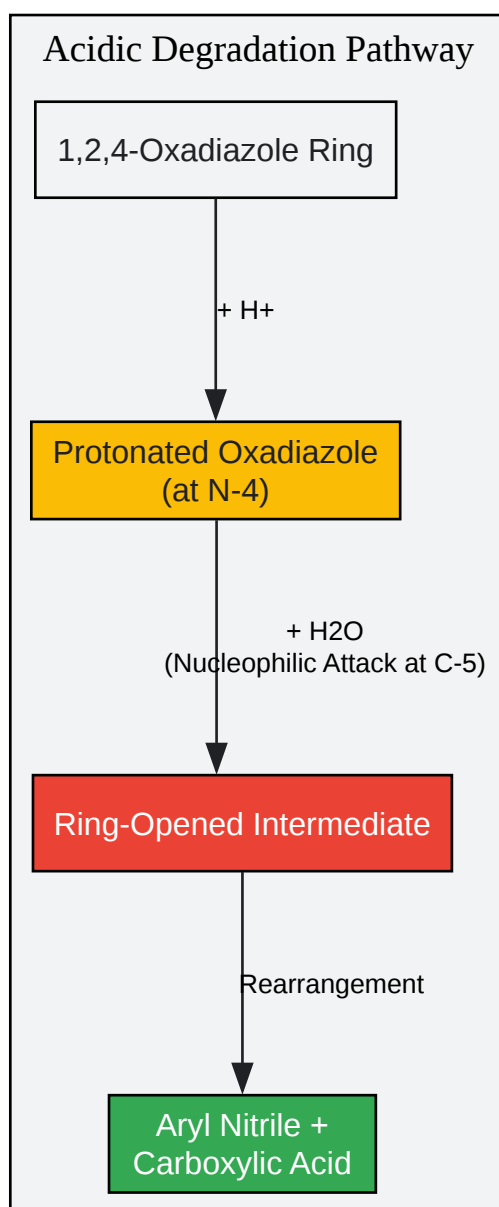 Acidic Degradation Pathway
1,2,4-Oxadiazole Ring
+ H+
Protonated Oxadiazole
(at N-4)
+ H2O
(Nucleophilic Attack at C-5)
Ring-Opened Intermediate
Rearrangement
Aryl Nitrile +
Carboxylic Acid